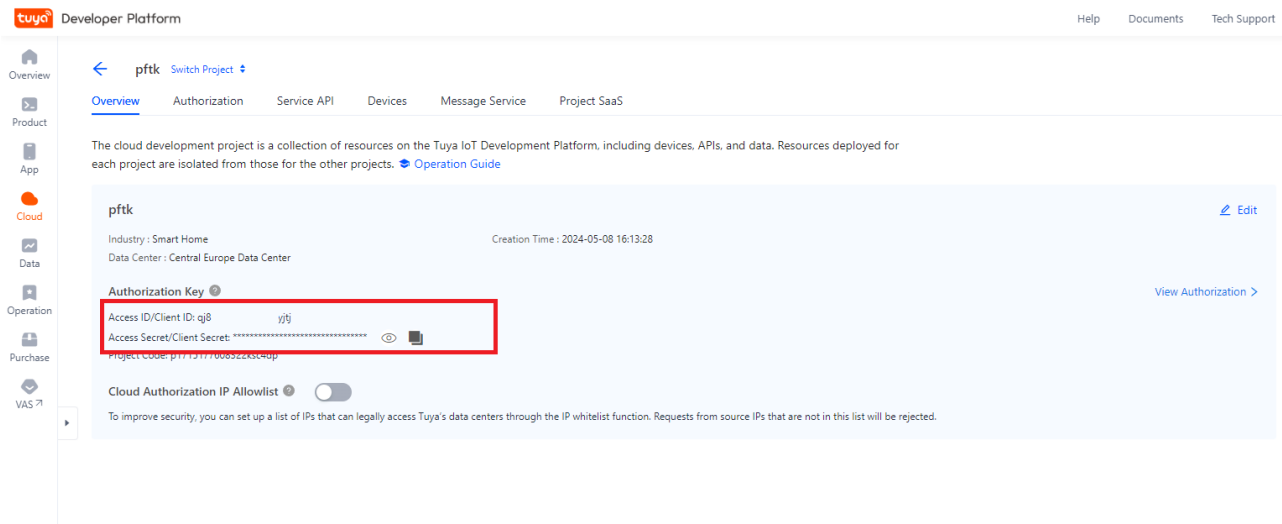 tuya Developer Platform
Help Documents Tech Support
Overview
Product
App
Cloud
Data
Operation
Purchase
VAS
pftk Switch Project
Overview Authorization Service API Devices Message Service Project SaaS
The cloud development project is a collection of resources on the Tuya IoT Development Platform, including devices, APIs, and data. Resources deployed for
each project are isolated from those for the other projects. Operation Guide
pftk
Edit
Industry : Smart Home Creation Time : 2024-05-08 16:13:28
Data Center : Central Europe Data Center
Authorization Key
View Authorization >
Access ID/Client ID: qj8 yjtj
Access Secret/Client Secret: ********************************
Project Code:
Cloud Authorization IP Allowlist
To improve security, you can set up a list of IPs that can legally access Tuya's data centers through the IP whitelist function. Requests from source IPs that are not in this list will be rejected.